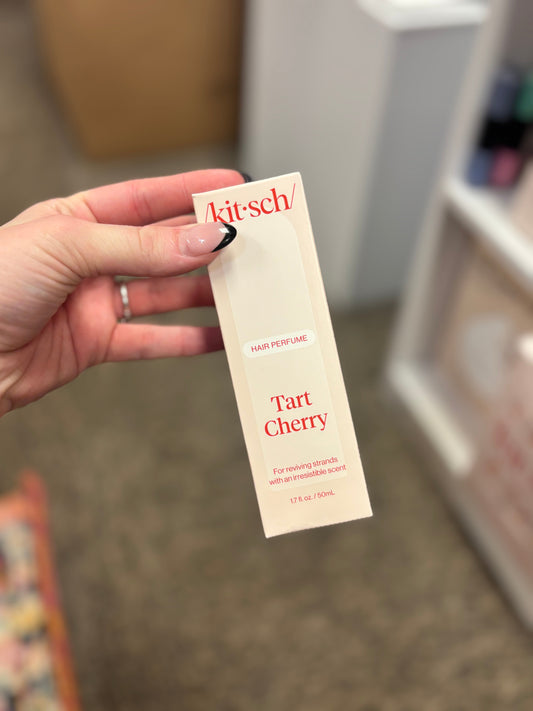 /kit·sch/
HAIR PERFUME
Tart
Cherry
For reviving strands
with an irresistible scent
1.7 fl. oz. / 50mL